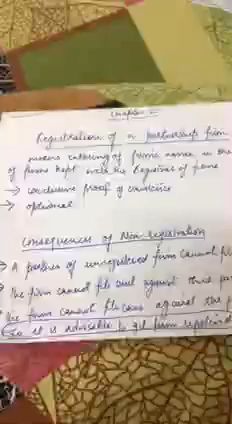 Chapter -
Registration of a partnership firm
means entering of firms name in the
of firms kept with the Registrar of firms
→ conclusive proof of existence
→ optional
Consequences of Non-registration
→ A partner of unregistered firm cannot
→ The firm cannot file suit against third
The firm cannot file case against the
So it is advisable to get firm registered